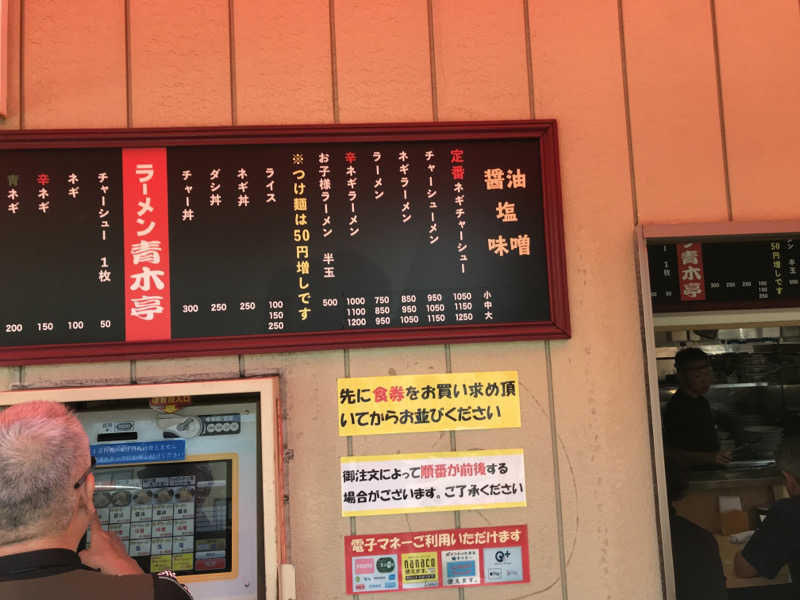 醤油
塩
味噌
定番ネギチャーシュー
チャーシューメン
ネギラーメン
ラーメン
辛ネギラーメン
お子様ラーメン 半玉
※つけ麺は50円増しです
ライス
ネギ丼
ダシ丼
チャー丼
ラーメン青木亭
チャーシュー 1枚
ネギ
辛ネギ
青ネギ
小 1050 950 850 750 1000 500
中 1150 1050 950 850 1100
大 1250 1150 1050 950 1200
100
150
250
250
250
300
50
100
150
200
先に食券をお買い求め頂
いてからお並びください
御注文によって順番が前後する
場合がございます。ご了承ください
電子マネーご利用いただけます
nanaco
使えます。
青木亭